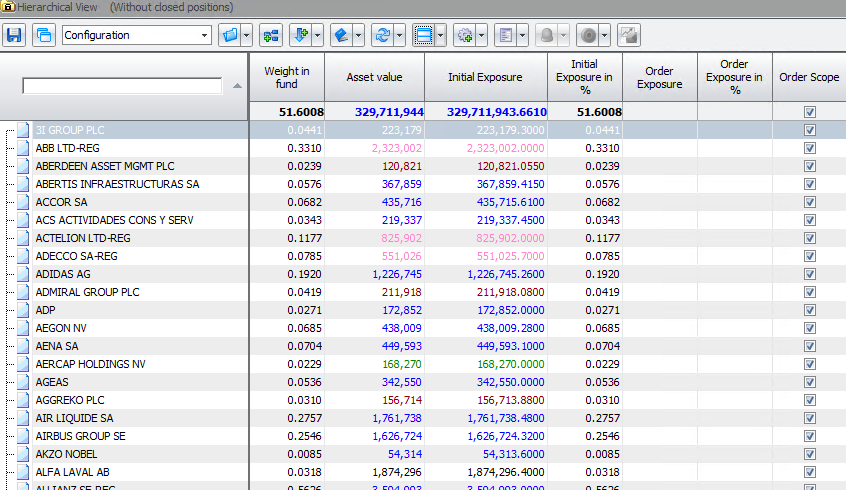 Hierarchical View (Without closed positions)
Configuration
Weight in fund Asset value Initial Exposure Initial Exposure in % Order Exposure Order Exposure in % Order Scope
51.6008 329,711,944 329,711,943.6610 51.6008
3I GROUP PLC 0.0441 223,179 223,179.3000 0.0441
ABB LTD-REG 0.3310 2,323,002 2,323,002.0000 0.3310
ABERDEEN ASSET MGMT PLC 0.0239 120,821 120,821.0550 0.0239
ABERTIS INFRAESTRUCTURAS SA 0.0576 367,859 367,859.4150 0.0576
ACCOR SA 0.0682 435,716 435,715.6100 0.0682
ACS ACTIVIDADES CONS Y SERV 0.0343 219,337 219,337.4500 0.0343
ACTELION LTD-REG 0.1177 825,902 825,902.0000 0.1177
ADECCO SA-REG 0.0785 551,026 551,025.7000 0.0785
ADIDAS AG 0.1920 1,226,745 1,226,745.2600 0.1920
ADMIRAL GROUP PLC 0.0419 211,918 211,918.0800 0.0419
ADP 0.0271 172,852 172,852.0000 0.0271
AEGON NV 0.0685 438,009 438,009.2800 0.0685
AENA SA 0.0704 449,593 449,593.1000 0.0704
AERCAP HOLDINGS NV 0.0229 168,270 168,270.0000 0.0229
AGEAS 0.0536 342,550 342,550.0000 0.0536
AGGREKO PLC 0.0310 156,714 156,713.8800 0.0310
AIR LIQUIDE SA 0.2757 1,761,738 1,761,738.4800 0.2757
AIRBUS GROUP SE 0.2546 1,626,724 1,626,724.3200 0.2546
AKZO NOBEL 0.0085 54,314 54,313.6000 0.0085
ALFA LAVAL AB 0.0318 1,874,296 1,874,296.4000 0.0318